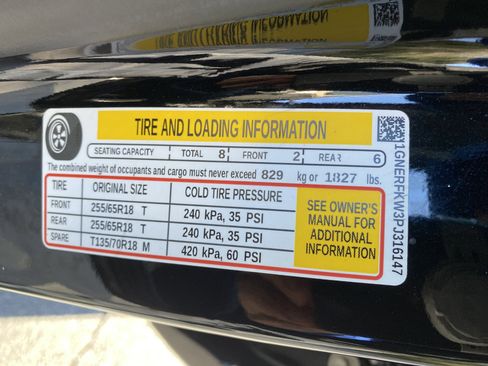 TIRE AND LOADING INFORMATION
SEATING CAPACITY TOTAL 8 FRONT 2 REAR 6
The combined weight of occupants and cargo must never exceed 829 kg or 1827 lbs.
TIRE ORIGINAL SIZE COLD TIRE PRESSURE
FRONT 255/65R18 T 240 kPa, 35 PSI
REAR 255/65R18 T 240 kPa, 35 PSI
SPARE T135/70R18 M 420 kPa, 60 PSI
SEE OWNER'S
MANUAL FOR
ADDITIONAL
INFORMATION
1GNERFKW3PJ316147